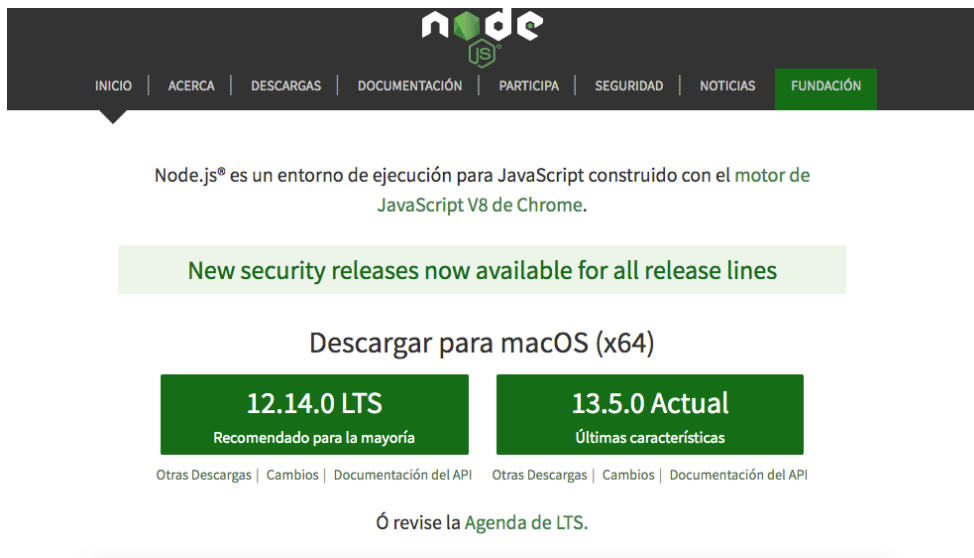 node
JS
INICIO | ACERCA | DESCARGAS | DOCUMENTACIÓN | PARTICIPA | SEGURIDAD | NOTICIAS FUNDACIÓN
Node.js® es un entorno de ejecución para JavaScript construido con el motor de
JavaScript V8 de Chrome.
New security releases now available for all release lines
Descargar para macOS (x64)
12.14.0 LTS
Recomendado para la mayoría
Otras Descargas | Cambios | Documentación del API
13.5.0 Actual
Últimas características
Otras Descargas | Cambios | Documentación del API
Ó revise la Agenda de LTS.